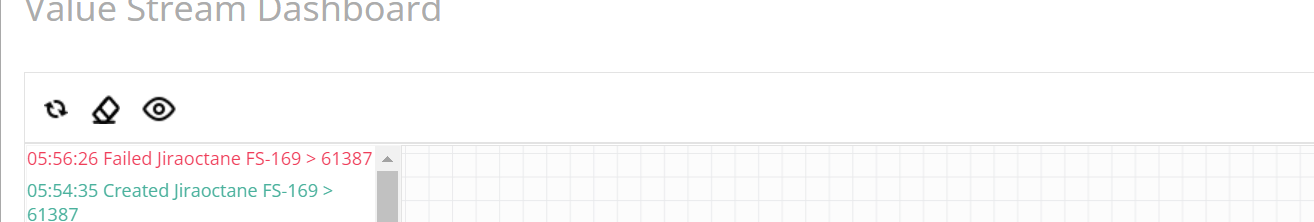 Value Stream Dashboard
05:56:26 Failed Jiraoctane FS-169 > 61387
05:54:35 Created Jiraoctane FS-169 >
61387